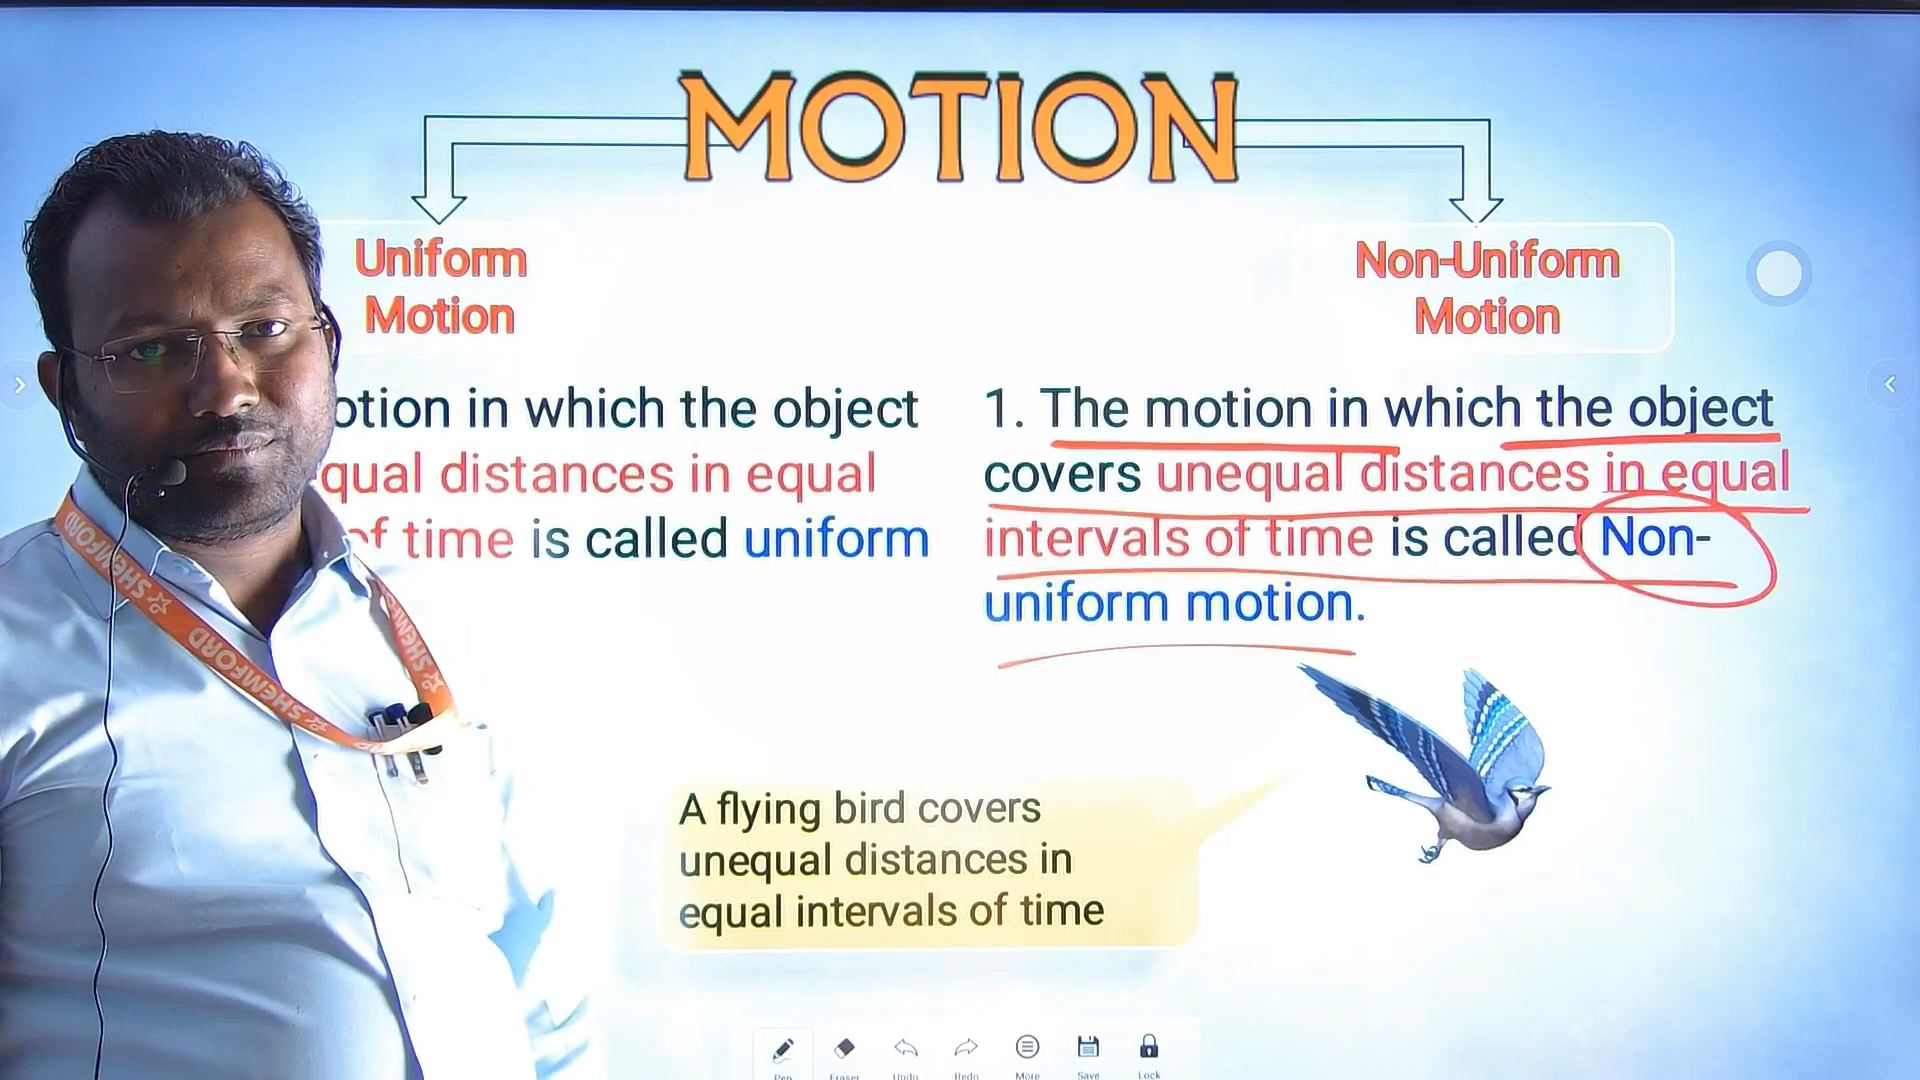 MOTION
Uniform
Motion
otion in which the object
qual distances in equal
of time is called uniform
Non-Uniform
Motion
1. The motion in which the object
covers unequal distances in equal
intervals of time is called Non-
uniform motion.
A flying bird covers
unequal distances in
equal intervals of time
SHEMFORD
SHEMFORD
Pen Eraser Undo Redo More Save Lock